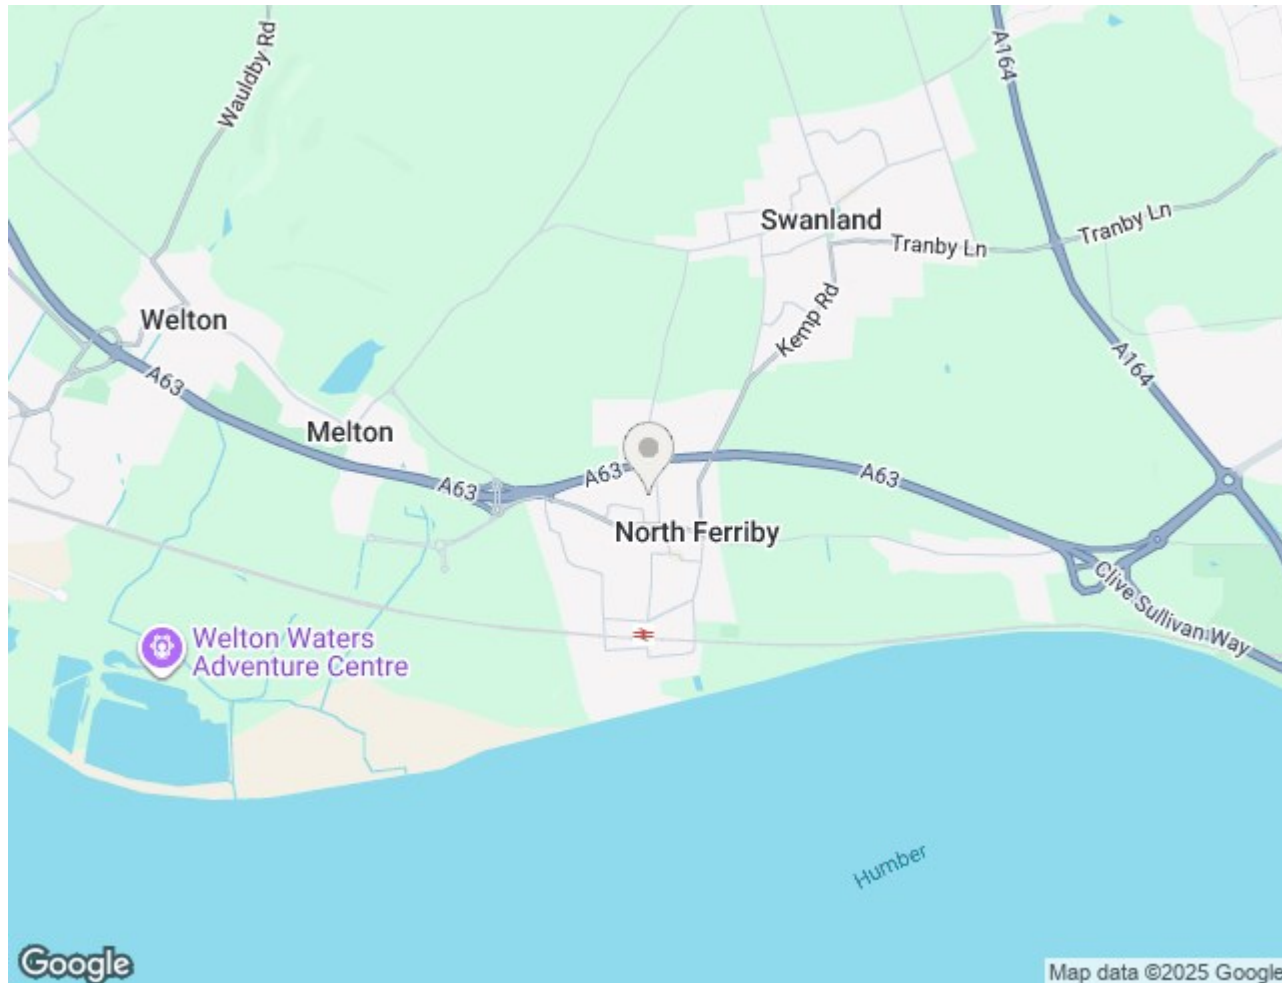 Wauldby Rd
A164
Swanland
Tranby Ln
Tranby Ln
Welton
Kemp Rd
A164
A63
Melton
A63
A63
A63
North Ferriby
Clive Sullivan Way
Welton Waters
Adventure Centre
Humber
Google
Map data ©2025 Google